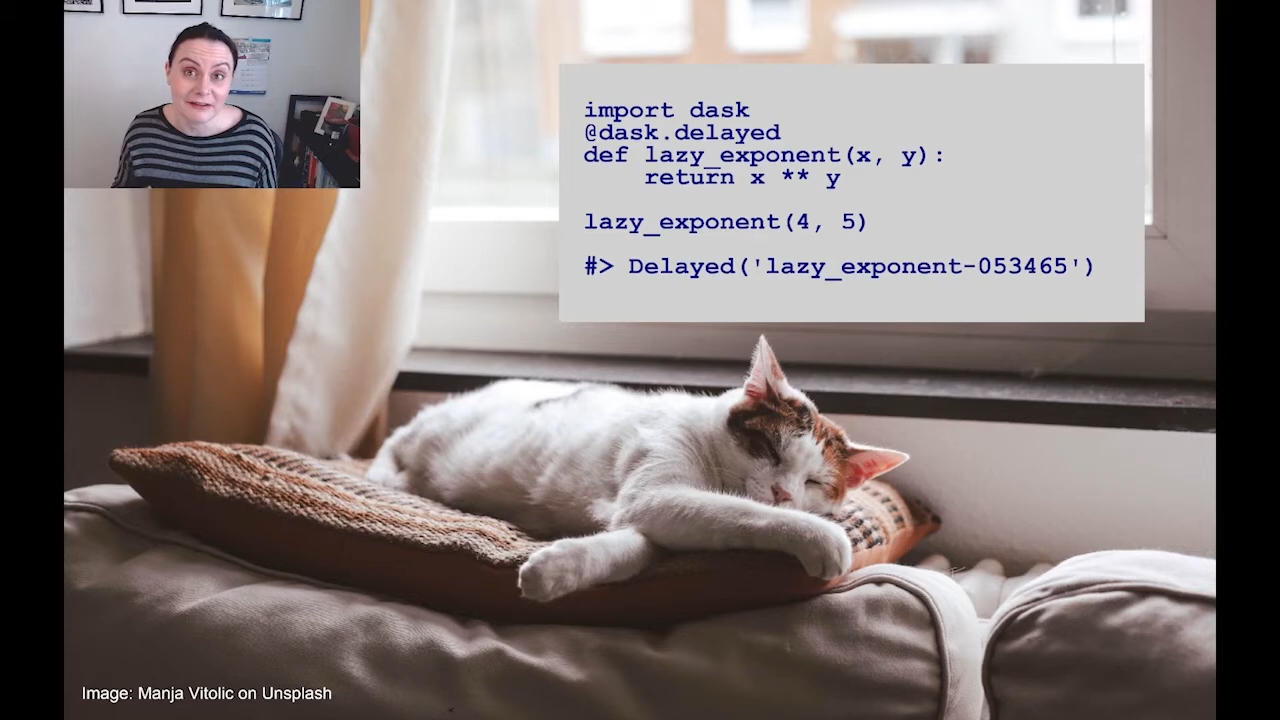 import dask
@dask.delayed
def lazy_exponent(x, y):
    return x ** y
lazy_exponent(4, 5)
#> Delayed('lazy_exponent-053465')
Image: Manja Vitolic on Unsplash